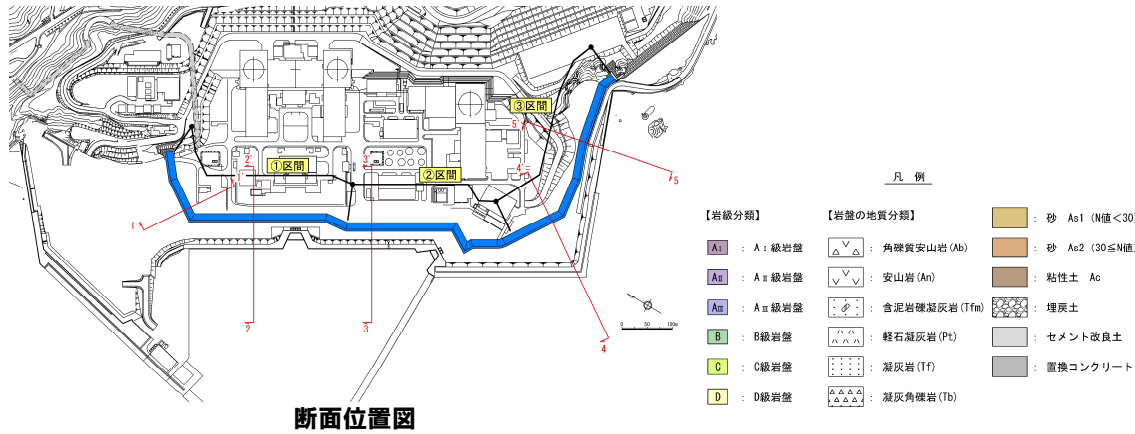 ③区間
5'
①区間
2'
3'
②区間
4'
1'
1
5
2
3
4
0 50 100m
断面位置図
凡 例
【岩級分類】
【岩盤の地質分類】
AⅠ : AⅠ級岩盤
AⅡ : AⅡ級岩盤
AⅢ : AⅢ級岩盤
B : B級岩盤
C : C級岩盤
D : D級岩盤
: 角礫質安山岩(Ab)
: 安山岩(An)
: 含泥岩礫凝灰岩(Tfm)
: 軽石凝灰岩(Pt)
: 凝灰岩(Tf)
: 凝灰角礫岩(Tb)
: 砂 As1 (N値<30)
: 砂 As2 (30≦N値
: 粘性土 Ac
: 埋戻土
: セメント改良土
: 置換コンクリート